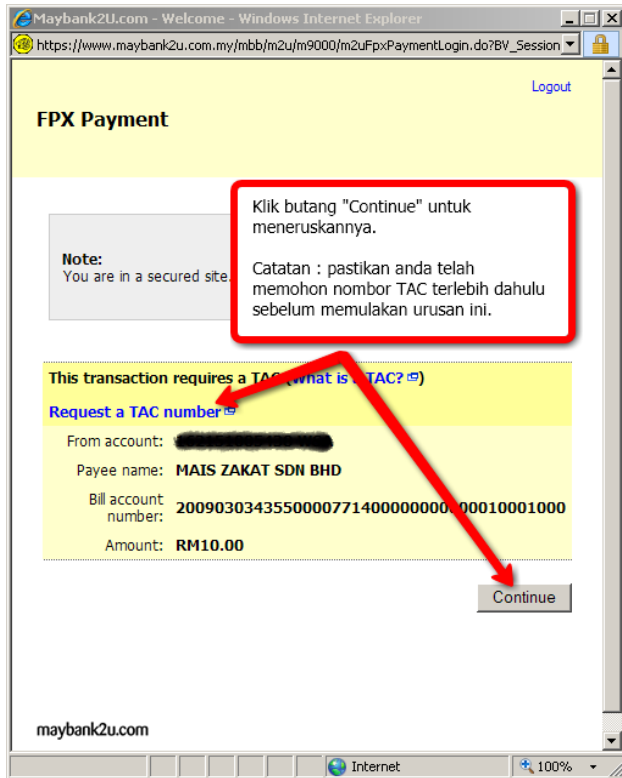 Maybank2U.com - Welcome - Windows Internet Explorer
https://www.maybank2u.com.my/mbb/m2u/m9000/m2uFpxPaymentLogin.do?BV_Session
Logout
FPX Payment
Klik butang "Continue" untuk
meneruskannya.
Catatan : pastikan anda telah
memohon nombor TAC terlebih dahulu
sebelum memulakan urusan ini.
Note:
You are in a secured site.
This transaction requires a TAC (What is a TAC?)
Request a TAC number
From account:
Payee name: MAIS ZAKAT SDN BHD
Bill account
number:
Amount: RM10.00
Continue
maybank2u.com
Internet
100%